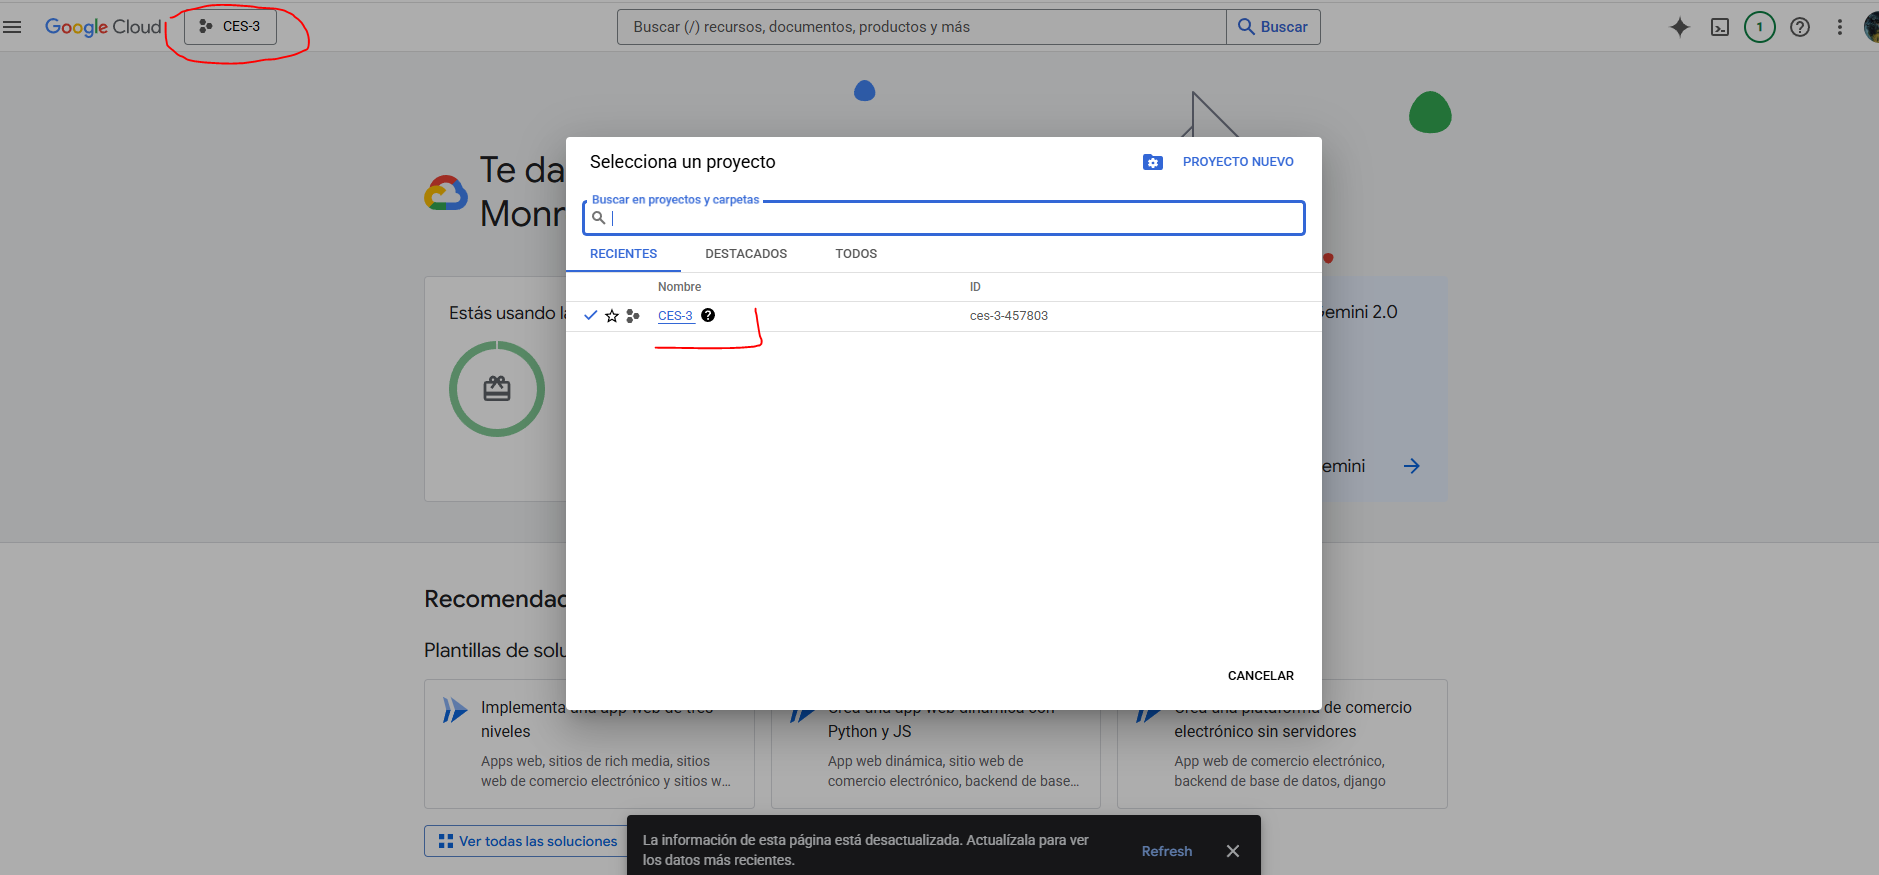 Google Cloud
CES-3
Buscar (/) recursos, documentos, productos y más
Buscar
1
Te da
Monr
Selecciona un proyecto
PROYECTO NUEVO
Buscar en proyectos y carpetas
RECIENTES
DESTACADOS
TODOS
Nombre
ID
CES-3
ces-3-457803
CANCELAR
Estás usando
emini 2.0
emini
Recomendac
Plantillas de solu
Implementa una app web de tres
niveles
Apps web, sitios de rich media, sitios
web de comercio electrónico y sitios w...
Crea una app web dinámica con
Python y JS
App web dinámica, sitio web de
comercio electrónico, backend de base...
Crea una plataforma de comercio
electrónico sin servidores
App web de comercio electrónico,
backend de base de datos, django
Ver todas las soluciones
La información de esta página está desactualizada. Actualízala para ver
los datos más recientes.
Refresh